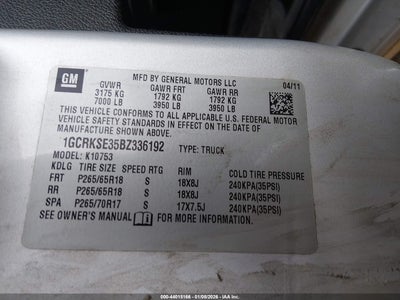 GM
MFD BY GENERAL MOTORS LLC
04/11
GVWR GAWR FRT GAWR RR
3175 KG 1792 KG 1792 KG
7000 LB 3950 LB 3950 LB
THIS VEHICLE CONFORMS TO ALL APPLICABLE U.S. FEDERAL MOTOR
VEHICLE SAFETY STANDARDS IN EFFECT ON THE DATE OF
MANUFACTURE SHOWN ABOVE.
1GCRKSE35BZ336192 TYPE: TRUCK
MODEL: K10753
KDLG TIRE SIZE SPEED RTG RIM COLD TIRE PRESSURE
FRT P265/65R18 S 18X8J 240KPA(35PSI)
RR P265/65R18 S 18X8J 240KPA(35PSI)
SPA P265/70R17 S 17X7.5J 240KPA(35PSI)
SEE OWNER'S MANUAL FOR MORE INFORMATION.
000-44015166 - 01/09/2026 - IAA Inc.